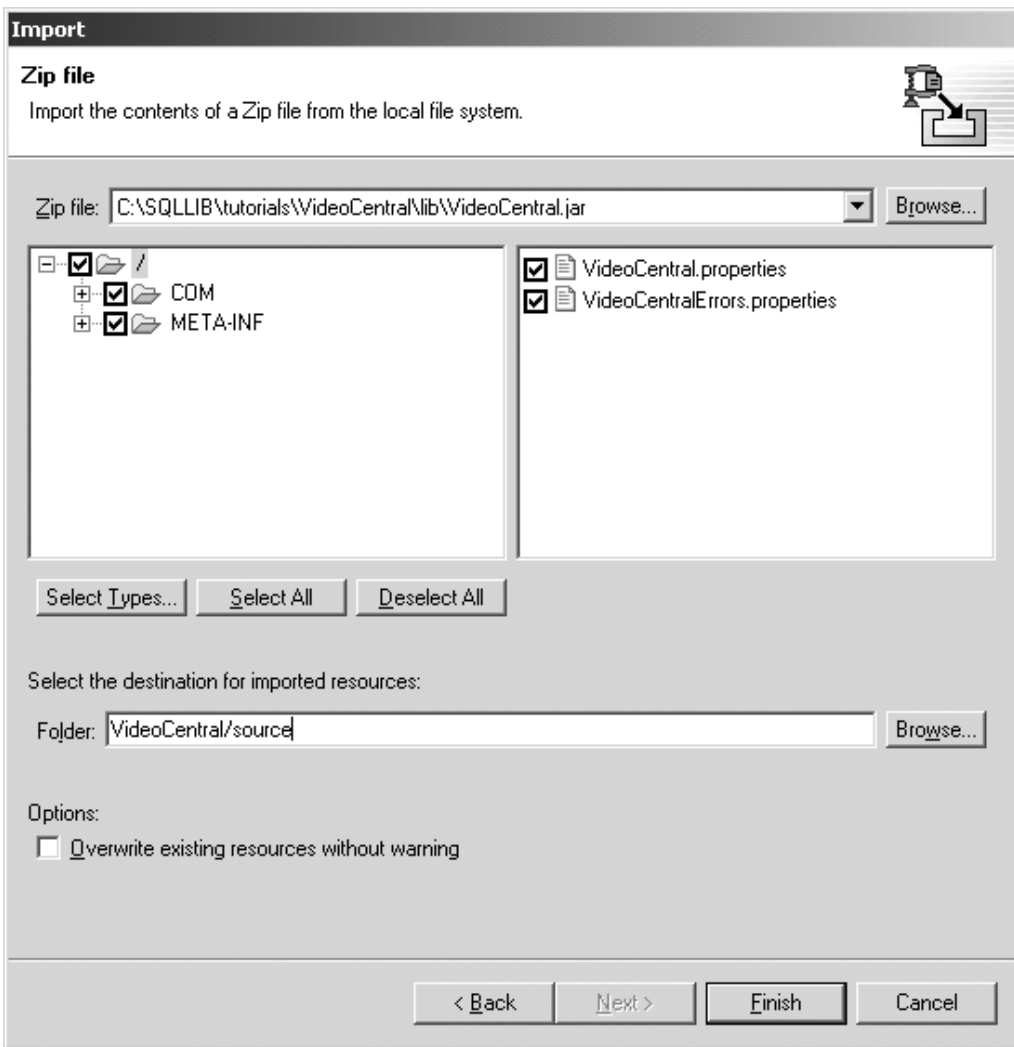 Import
Zip file
Import the contents of a Zip file from the local file system.
Zip file: C:\SQLLIB\tutorials\VideoCentral\lib\VideoCentral.jar Browse...
/
COM
META-INF
VideoCentral.properties
VideoCentralErrors.properties
Select Types... Select All Deselect All
Select the destination for imported resources:
Folder: VideoCentral/source Browse...
Options:
Overwrite existing resources without warning
< Back Next > Finish Cancel